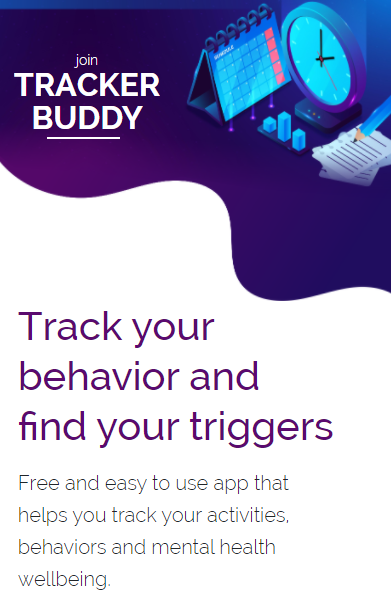 join
TRACKER
BUDDY
SCHEDULE
Track your
behavior and
find your triggers
Free and easy to use app that
helps you track your activities,
behaviors and mental health
wellbeing.